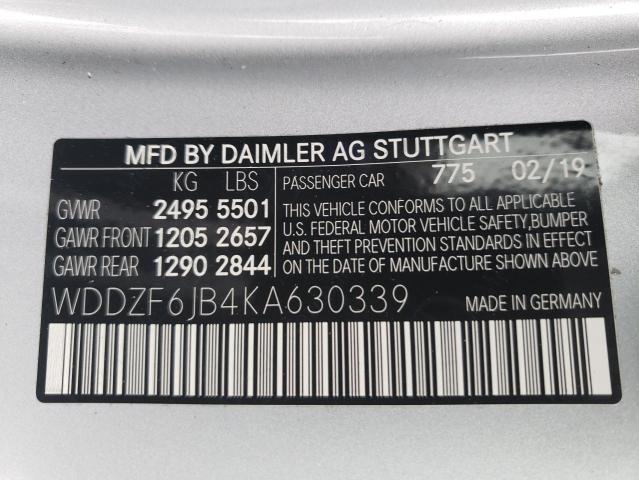 MFD BY DAIMLER AG STUTTGART
KG LBS
GVWR 2495 5501
GAWR FRONT 1205 2657
GAWR REAR 1290 2844
PASSENGER CAR 775 02/19
THIS VEHICLE CONFORMS TO ALL APPLICABLE
U.S. FEDERAL MOTOR VEHICLE SAFETY, BUMPER
AND THEFT PREVENTION STANDARDS IN EFFECT
ON THE DATE OF MANUFACTURE SHOWN ABOVE
WDDZF6JB4KA630339
MADE IN GERMANY